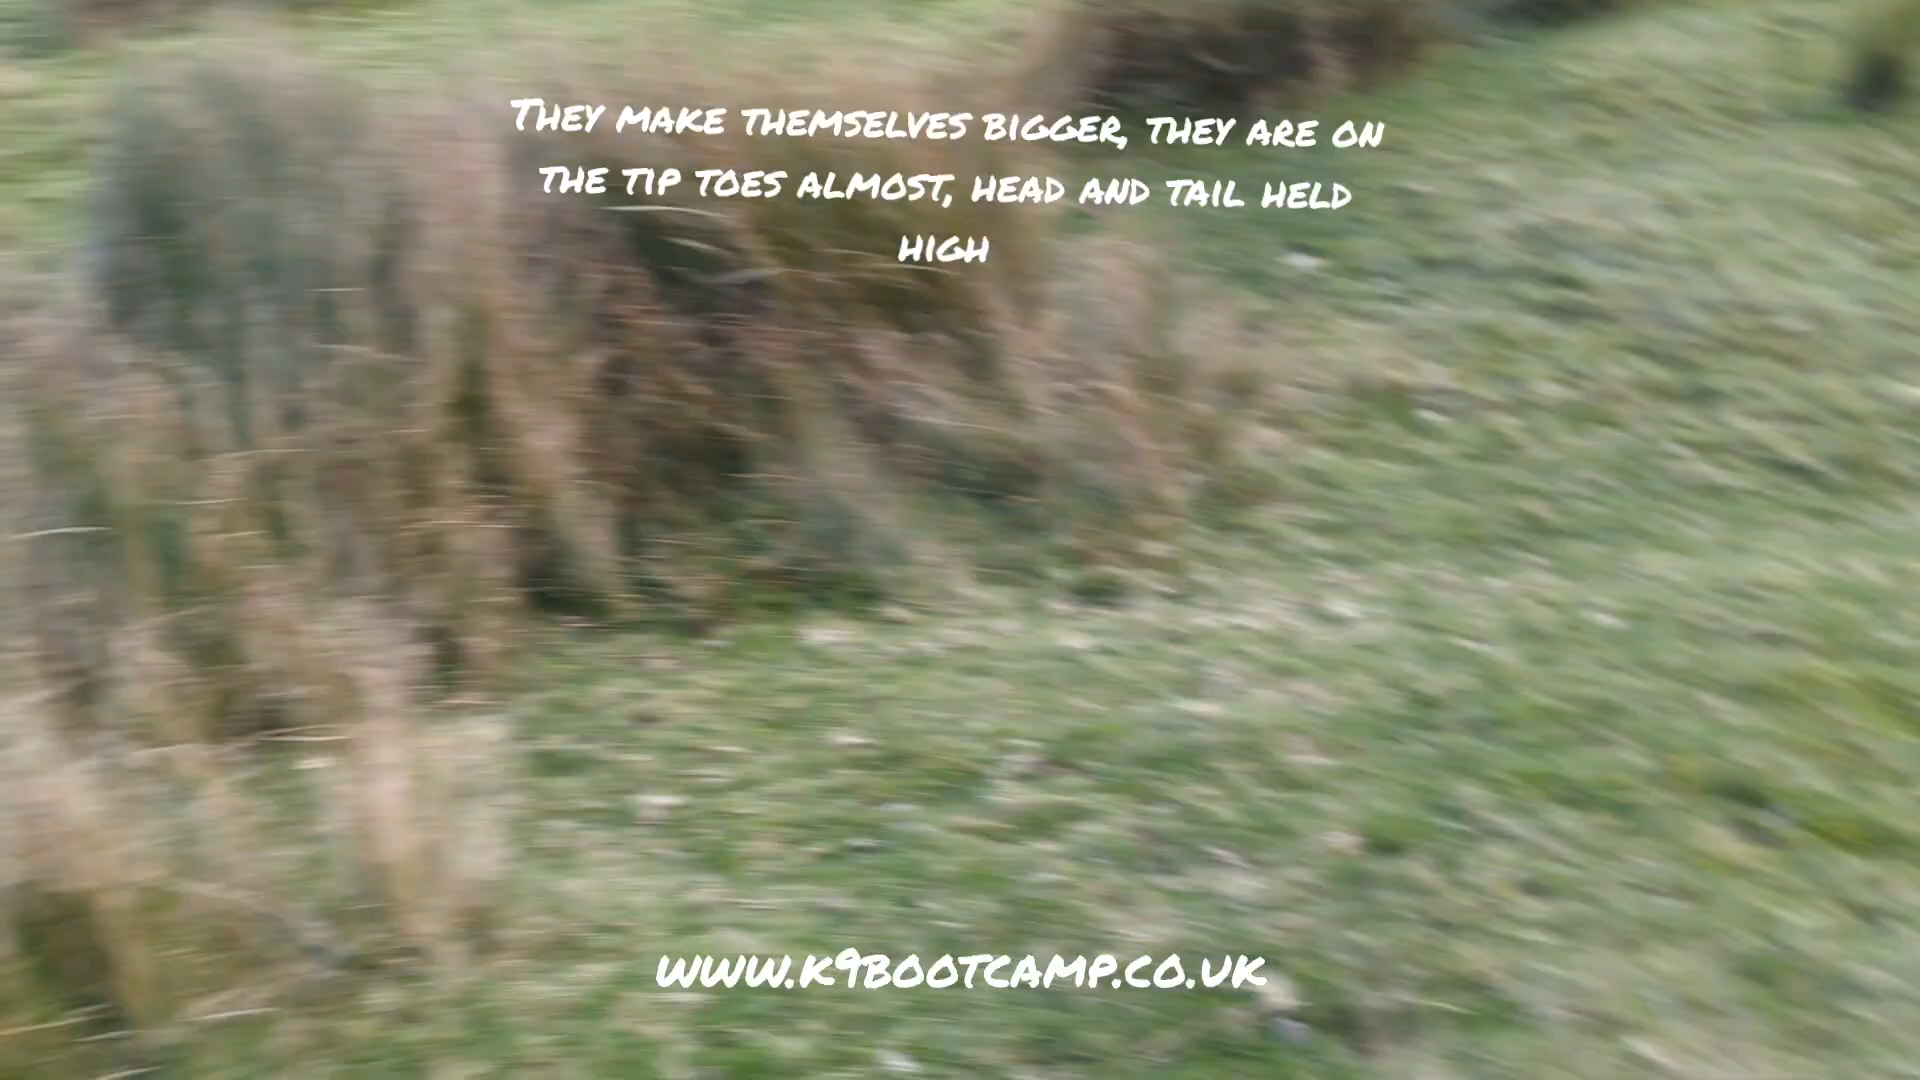 They make themselves bigger, they are on
the tip toes almost, head and tail held
high
www.k9bootcamp.co.uk